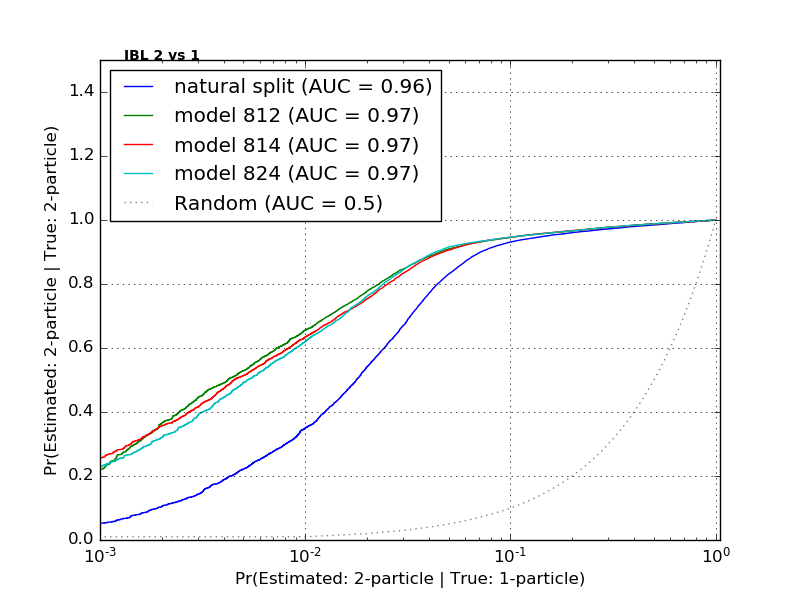 IBL 2 vs 1
natural split (AUC = 0.96)
model 812 (AUC = 0.97)
model 814 (AUC = 0.97)
model 824 (AUC = 0.97)
Random (AUC = 0.5)
Pr(Estimated: 2-particle | True: 2-particle)
1.4
1.2
1.0
0.8
0.6
0.4
0.2
0.0
10⁻³ 10⁻² 10⁻¹ 10⁰
Pr(Estimated: 2-particle | True: 1-particle)